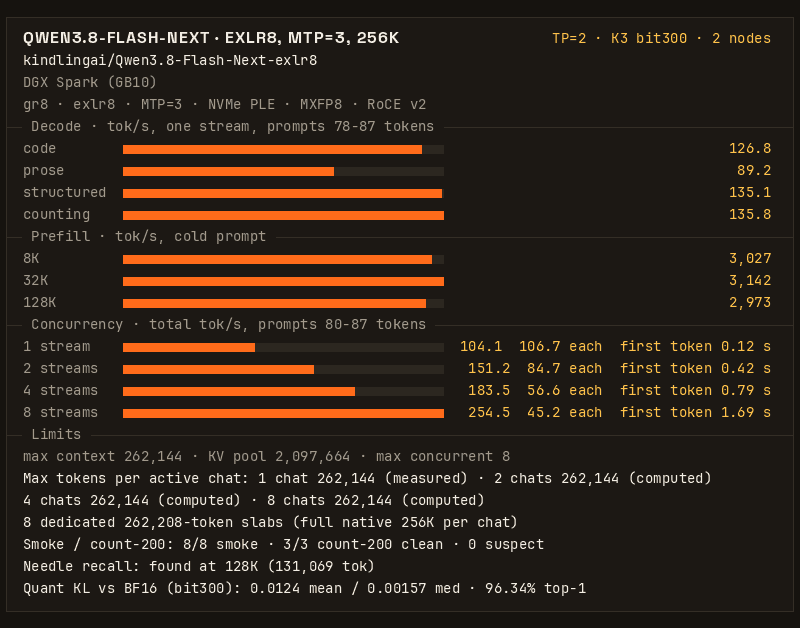 QWEN3.8-FLASH-NEXT · EXLR8, MTP=3, 256K TP=2 · K3 bit300 · 2 nodes
kindlingai/Qwen3.8-Flash-Next-exlr8
DGX Spark (GB10)
gr8 · exlr8 · MTP=3 · NVMe PLE · MXFP8 · RoCE v2
Decode · tok/s, one stream, prompts 78-87 tokens
code 126.8
prose 89.2
structured 135.1
counting 135.8
Prefill · tok/s, cold prompt
8K 3,027
32K 3,142
128K 2,973
Concurrency · total tok/s, prompts 80-87 tokens
1 stream 104.1 106.7 each first token 0.12 s
2 streams 151.2 84.7 each first token 0.42 s
4 streams 183.5 56.6 each first token 0.79 s
8 streams 254.5 45.2 each first token 1.69 s
Limits
max context 262,144 · KV pool 2,097,664 · max concurrent 8
Max tokens per active chat: 1 chat 262,144 (measured) · 2 chats 262,144 (computed)
4 chats 262,144 (computed) · 8 chats 262,144 (computed)
8 dedicated 262,208-token slabs (full native 256K per chat)
Smoke / count-200: 8/8 smoke · 3/3 count-200 clean · 0 suspect
Needle recall: found at 128K (131,069 tok)
Quant KL vs BF16 (bit300): 0.0124 mean / 0.00157 med · 96.34% top-1